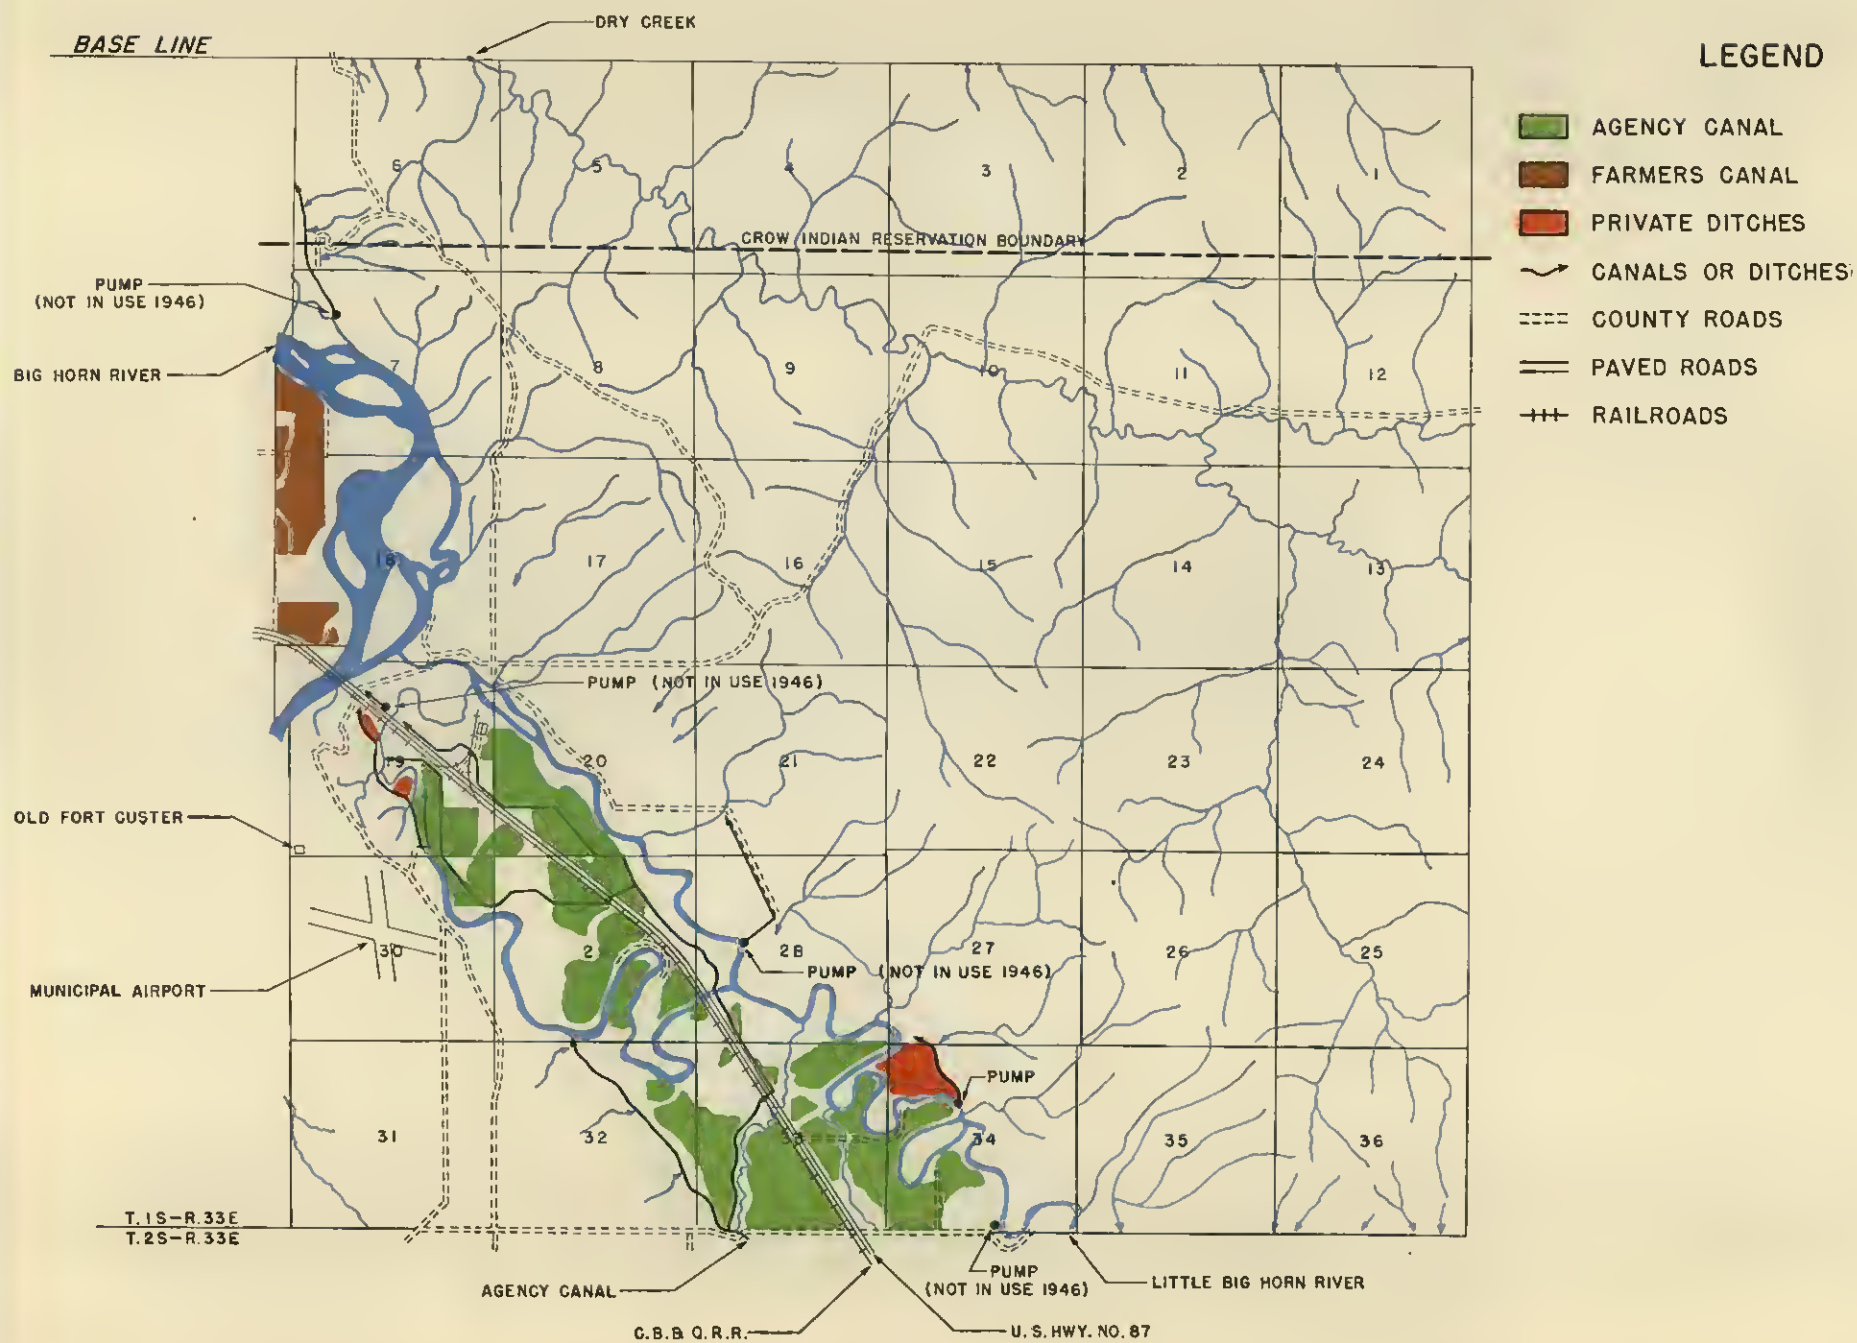 DRY CREEK
BASE LINE
LEGEND
AGENCY CANAL
FARMERS CANAL
PRIVATE DITCHES
CANALS OR DITCHES
COUNTY ROADS
PAVED ROADS
RAILROADS
6
5
4
3
2
1
CROW INDIAN RESERVATION BOUNDARY
PUMP
(NOT IN USE 1946)
BIG HORN RIVER
7
8
9
10
11
12
18
17
16
15
14
13
PUMP (NOT IN USE 1946)
19
20
21
22
23
24
OLD FORT CUSTER
30
2
28
27
26
25
PUMP (NOT IN USE 1946)
MUNICIPAL AIRPORT
PUMP
31
32
33
34
35
36
T.1S-R.33E
T.2S-R.33E
AGENCY CANAL
PUMP
(NOT IN USE 1946)
LITTLE BIG HORN RIVER
C.B.& Q.R.R.
U.S. HWY. NO. 87